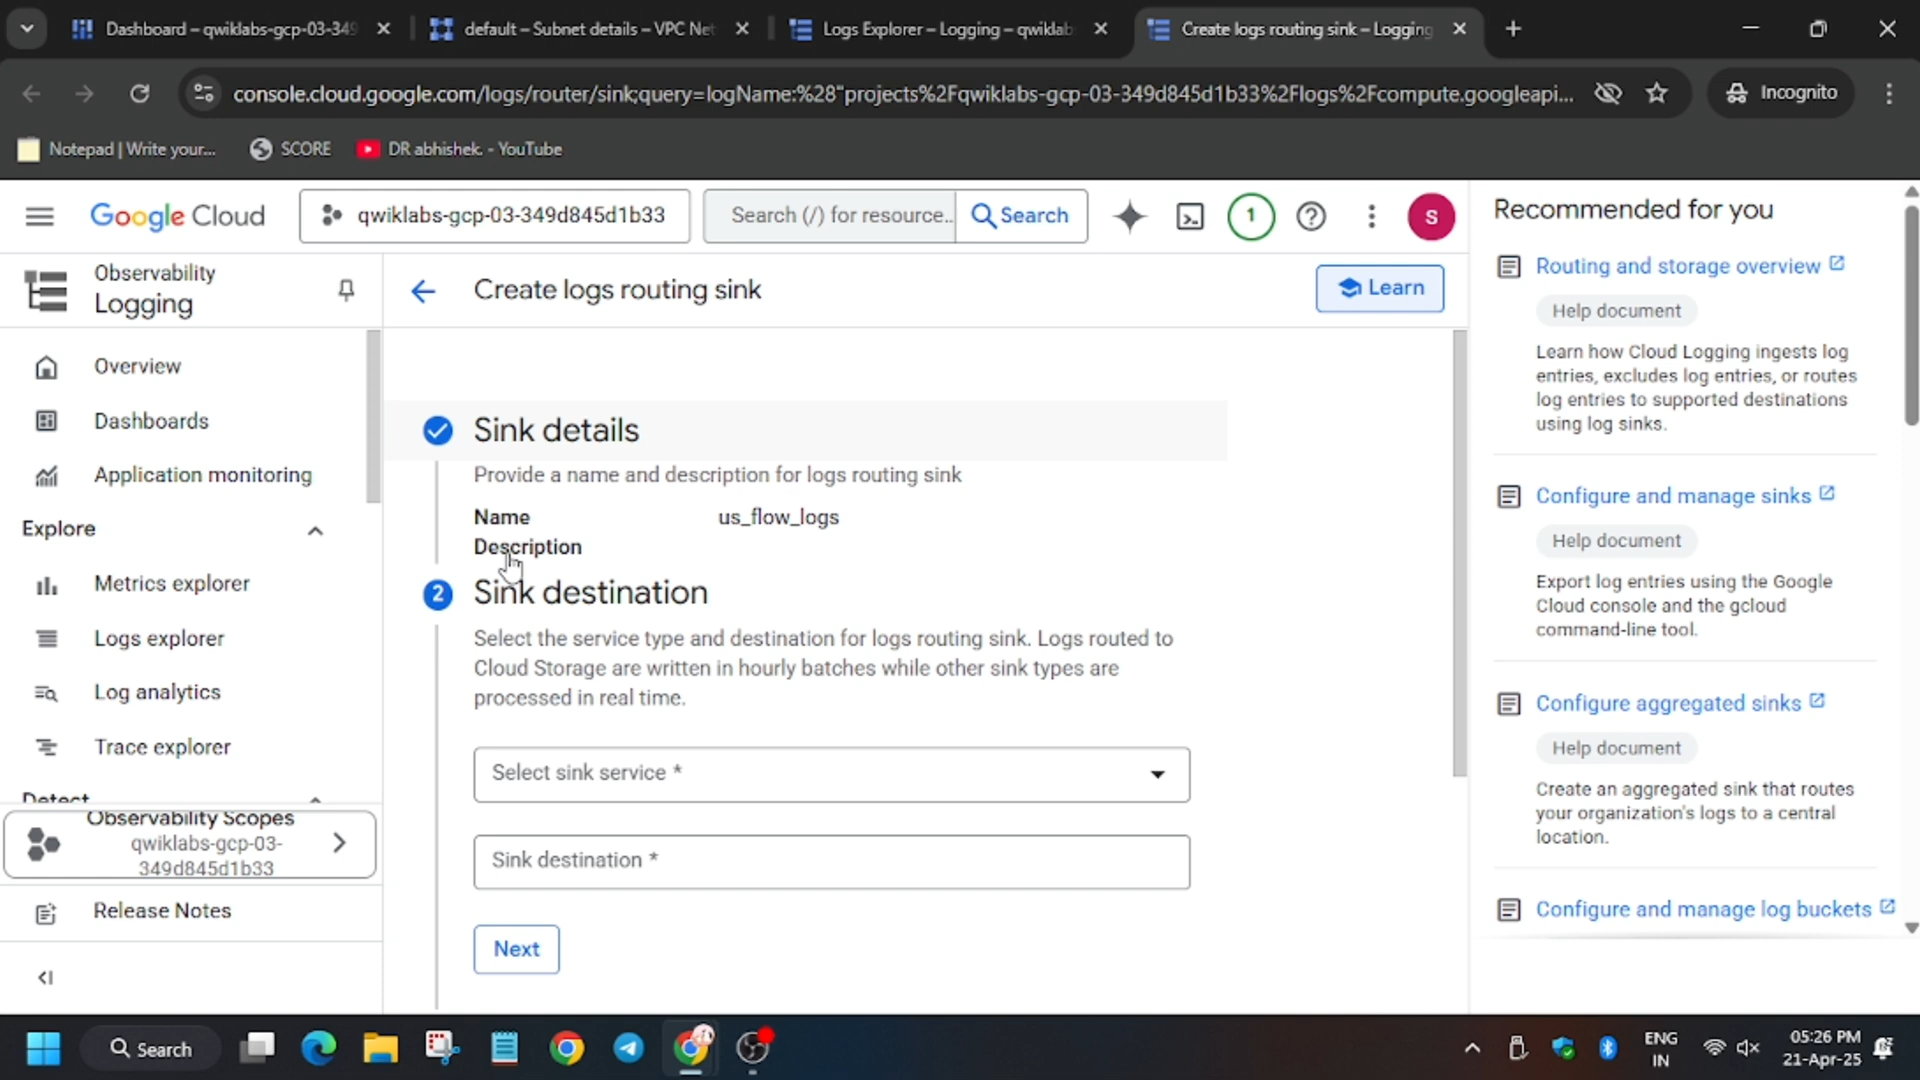 Dashboard – qwiklabs-gcp-03-349
default – Subnet details – VPC Net
Logs Explorer – Logging – qwiklab
Create logs routing sink – Logging
console.cloud.google.com/logs/router/sink;query=logName:%28"projects%2Fqwiklabs-gcp-03-349d845d1b33%2Flogs%2Fcompute.googleapi...
Incognito
Notepad | Write your...
SCORE
DR abhishek. - YouTube
Google Cloud
qwiklabs-gcp-03-349d845d1b33
Search (/) for resource...
Search
1
S
Observability
Logging
Create logs routing sink
Learn
Overview
Dashboards
Application monitoring
Explore
Metrics explorer
Logs explorer
Log analytics
Trace explorer
Detect
Observability Scopes
qwiklabs-gcp-03-
349d845d1b33
Release Notes
Sink details
Provide a name and description for logs routing sink
Name us_flow_logs
Description
2 Sink destination
Select the service type and destination for logs routing sink. Logs routed to
Cloud Storage are written in hourly batches while other sink types are
processed in real time.
Select sink service *
Sink destination *
Next
Recommended for you
Routing and storage overview
Help document
Learn how Cloud Logging ingests log
entries, excludes log entries, or routes
log entries to supported destinations
using log sinks.
Configure and manage sinks
Help document
Export log entries using the Google
Cloud console and the gcloud
command-line tool.
Configure aggregated sinks
Help document
Create an aggregated sink that routes
your organization's logs to a central
location.
Configure and manage log buckets
Search
ENG
IN
05:26 PM
21-Apr-25